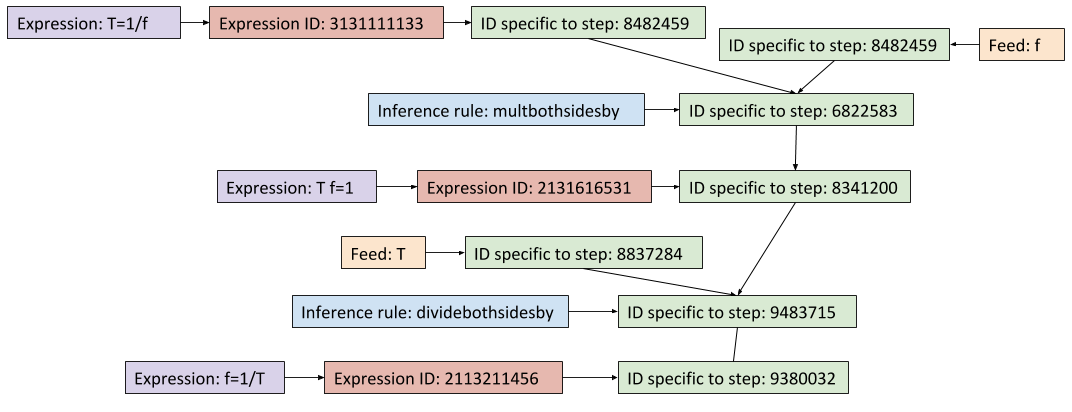 Expression: T=1/f
Expression ID: 3131111133
ID specific to step: 8482459
ID specific to step: 8482459
Feed: f
Inference rule: multbothsidesby
ID specific to step: 6822583
Expression: T f=1
Expression ID: 2131616531
ID specific to step: 8341200
Feed: T
ID specific to step: 8837284
Inference rule: dividebothsidesby
ID specific to step: 9483715
Expression: f=1/T
Expression ID: 2113211456
ID specific to step: 9380032